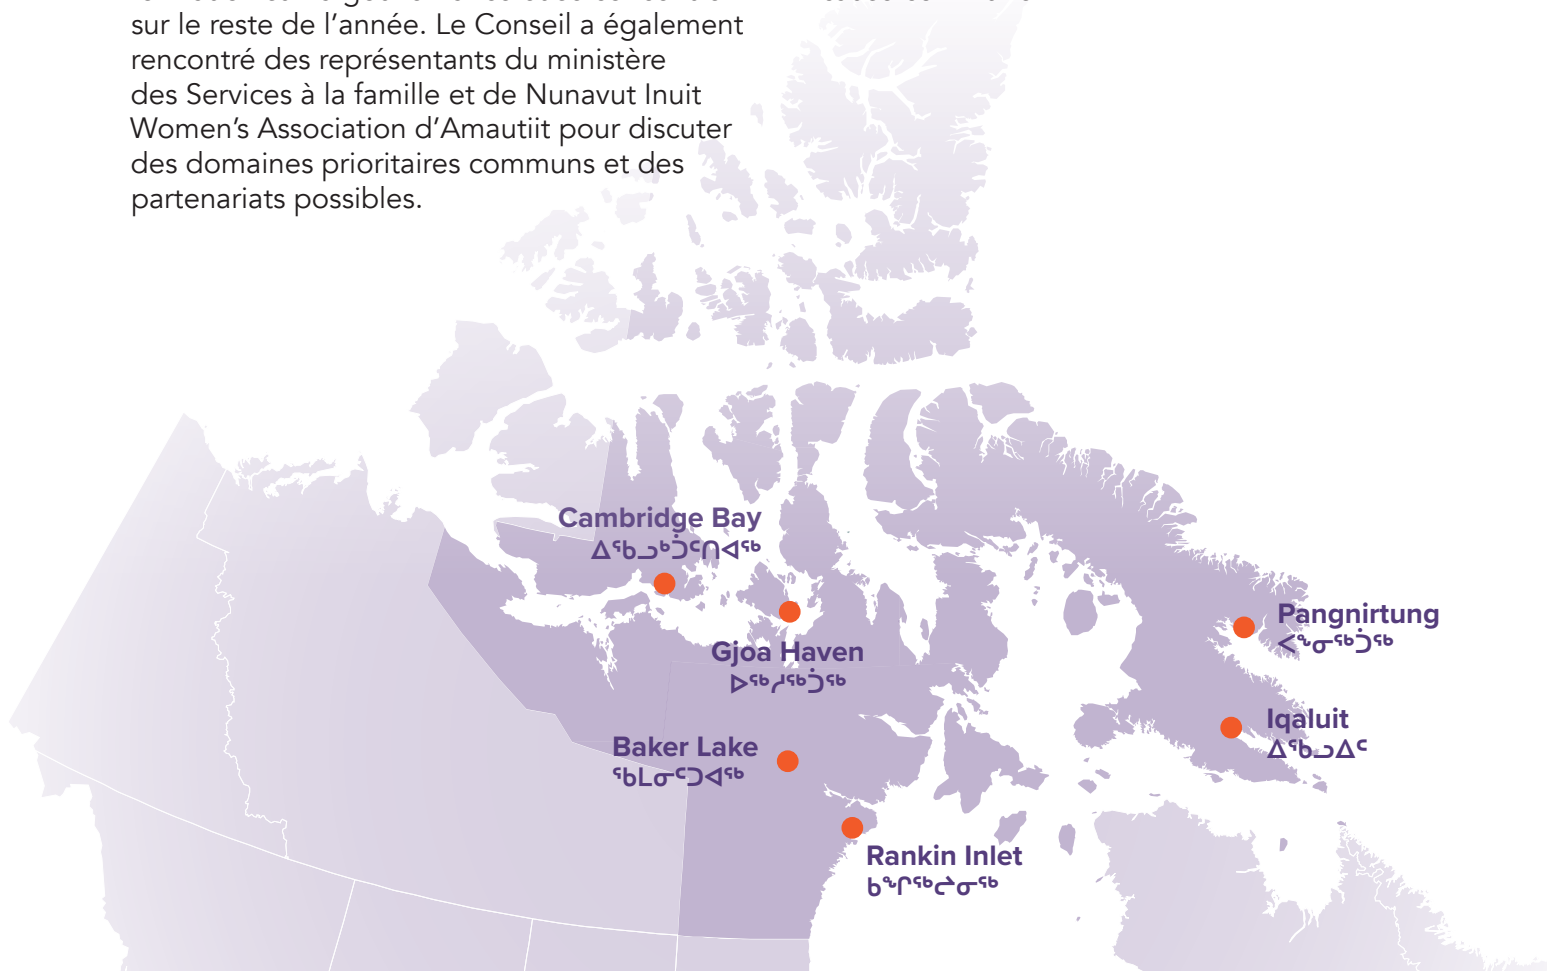 sur le reste de l’année. Le Conseil a également
rencontré des représentants du ministère
des Services à la famille et de Nunavut Inuit
Women’s Association d’Amautiit pour discuter
des domaines prioritaires communs et des
partenariats possibles.
Cambridge Bay
ᐃᖃᓗᒃᑑᑦᑎᐊᖅ
Gjoa Haven
ᐅᖅᓱᖅᑑᖅ
Pangnirtung
ᐸᖕᓂᖅᑑᖅ
Iqaluit
ᐃᖃᓗᐃᑦ
Baker Lake
ᖃᒪᓂᑦᑐᐊᖅ
Rankin Inlet
ᑲᖏᖅᖠᓂᖅ